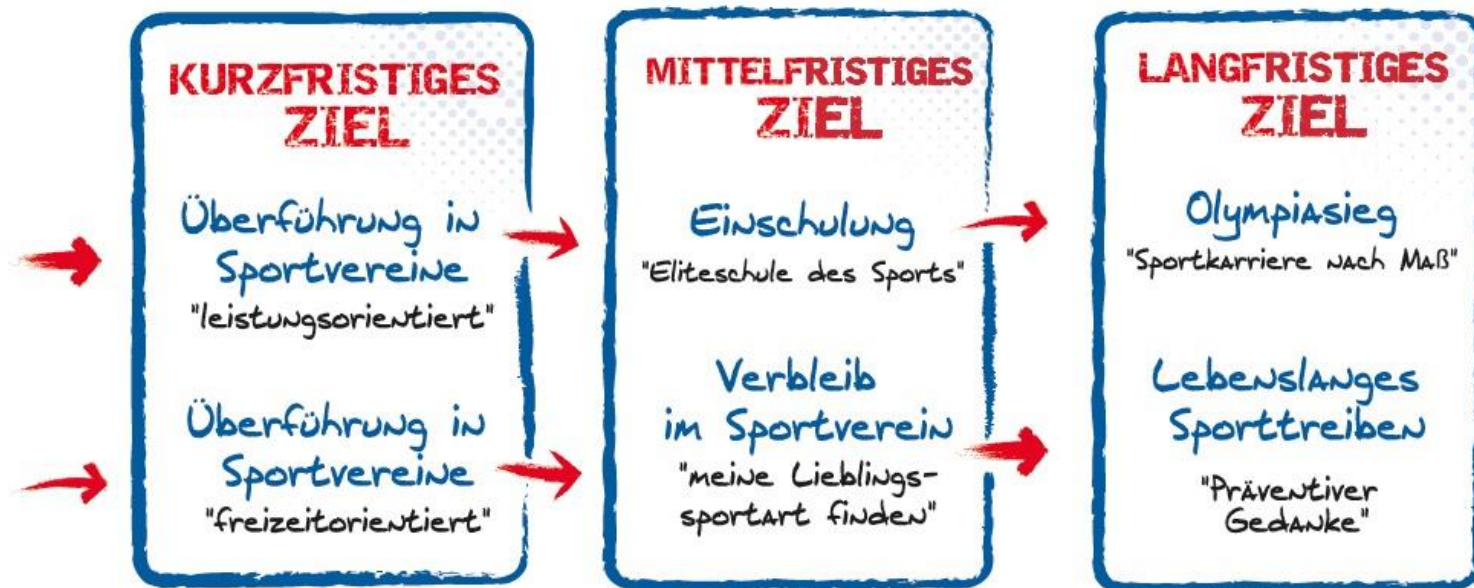 KURZFRISTIGES
ZIEL
Überführung in
Sportvereine
"leistungsorientiert"
Überführung in
Sportvereine
"freizeitorientiert"
MITTELFRISTIGES
ZIEL
Einschulung
"Eliteschule des Sports"
Verbleib
im Sportverein
"meine Lieblings-
sportart finden"
LANGFRISTIGES
ZIEL
Olympiasieg
"Sportkarriere nach Maß"
Lebenslanges
Sporttreiben
"Präventiver
Gedanke"